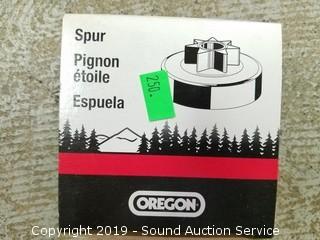 Spur
Pignon
étoile
Espuela
250.
OREGON
Copyright 2019 - Sound Auction Service